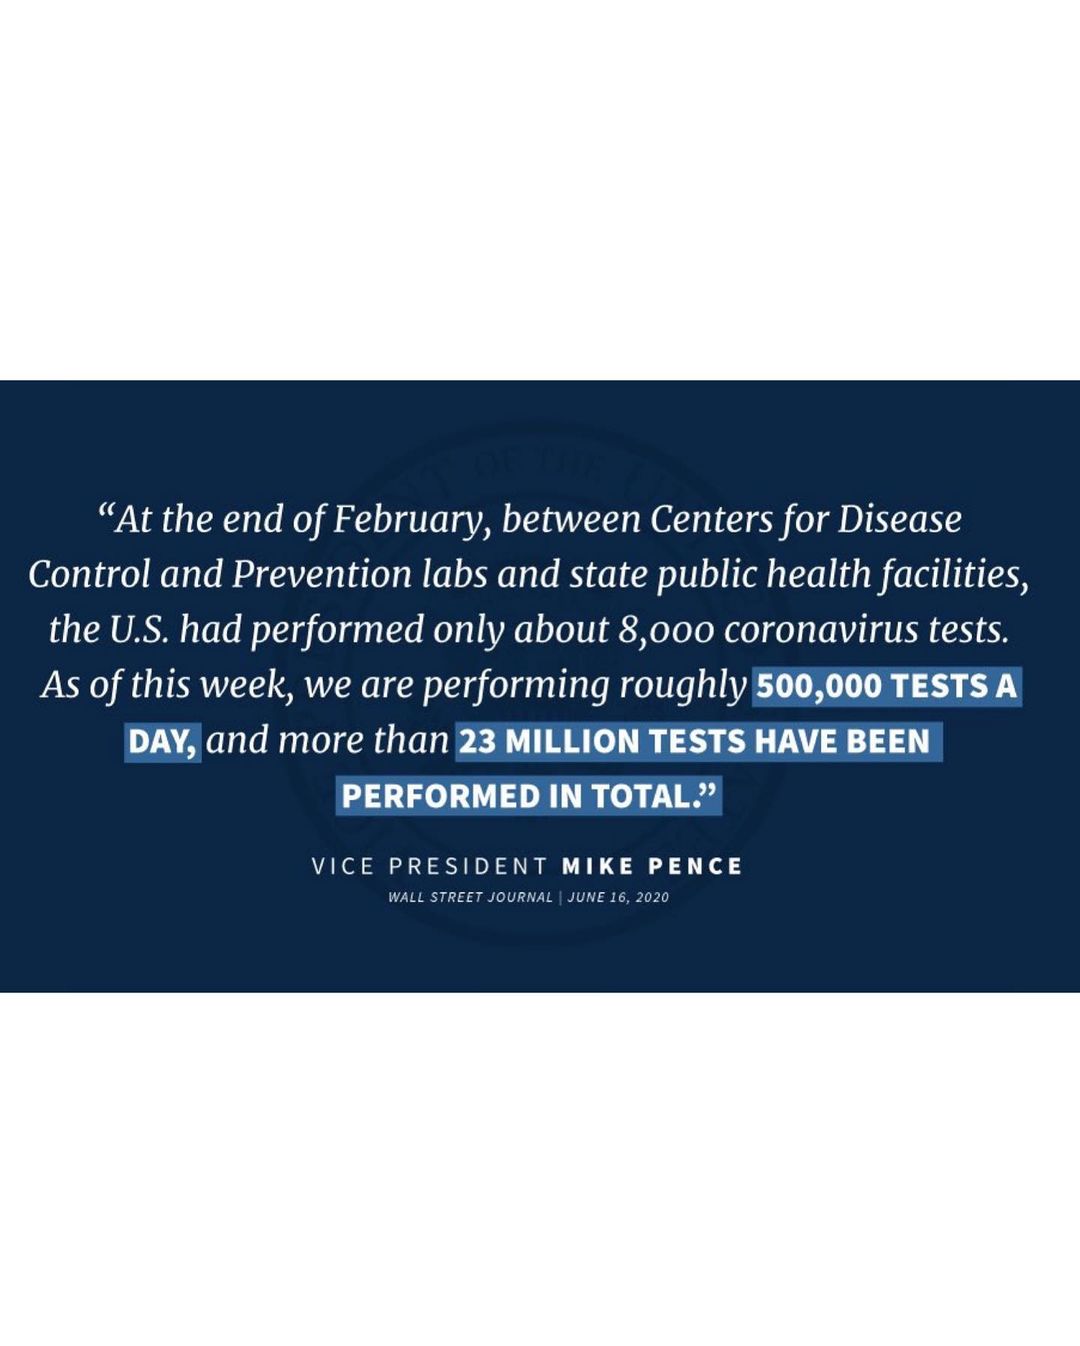 “At the end of February, between Centers for Disease
Control and Prevention labs and state public health facilities,
the U.S. had performed only about 8,000 coronavirus tests.
As of this week, we are performing roughly 500,000 TESTS A
DAY, and more than 23 MILLION TESTS HAVE BEEN
PERFORMED IN TOTAL.”
VICE PRESIDENT MIKE PENCE
WALL STREET JOURNAL | JUNE 16, 2020